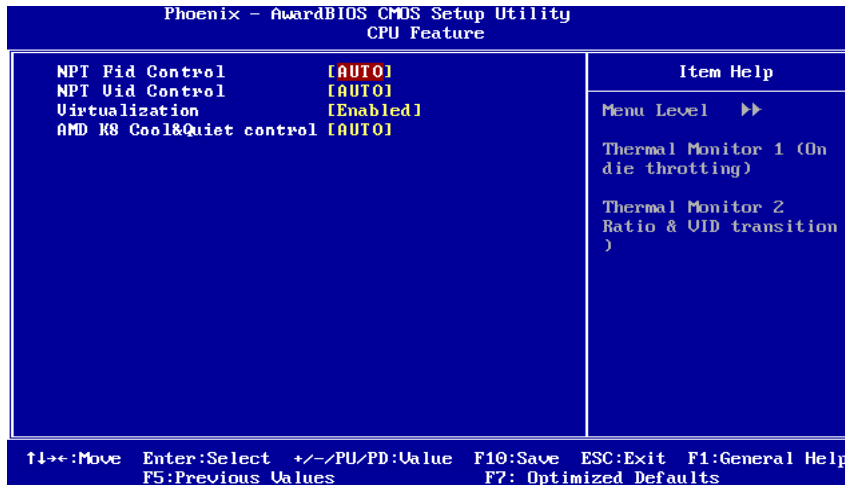 Phoenix - AwardBIOS CMOS Setup Utility
CPU Feature
NPT Fid Control [AUTO]
NPT Vid Control [AUTO]
Virtualization [Enabled]
AMD K8 Cool&Quiet control [AUTO]
Item Help
Menu Level ▶▶
Thermal Monitor 1 (On
die throtting)
Thermal Monitor 2
Ratio & VID transition
)
↑↓→←:Move Enter:Select +/-/PU/PD:Value F10:Save ESC:Exit F1:General Help
F5:Previous Values F7: Optimized Defaults